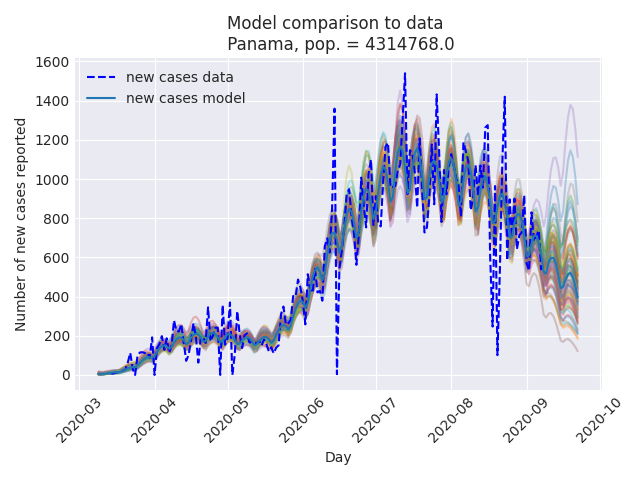 Model comparison to data
Panama, pop. = 4314768.0
new cases data
new cases model
Number of new cases reported
1600
1400
1200
1000
800
600
400
200
0
2020-03
2020-04
2020-05
2020-06
2020-07
2020-08
2020-09
2020-10
Day